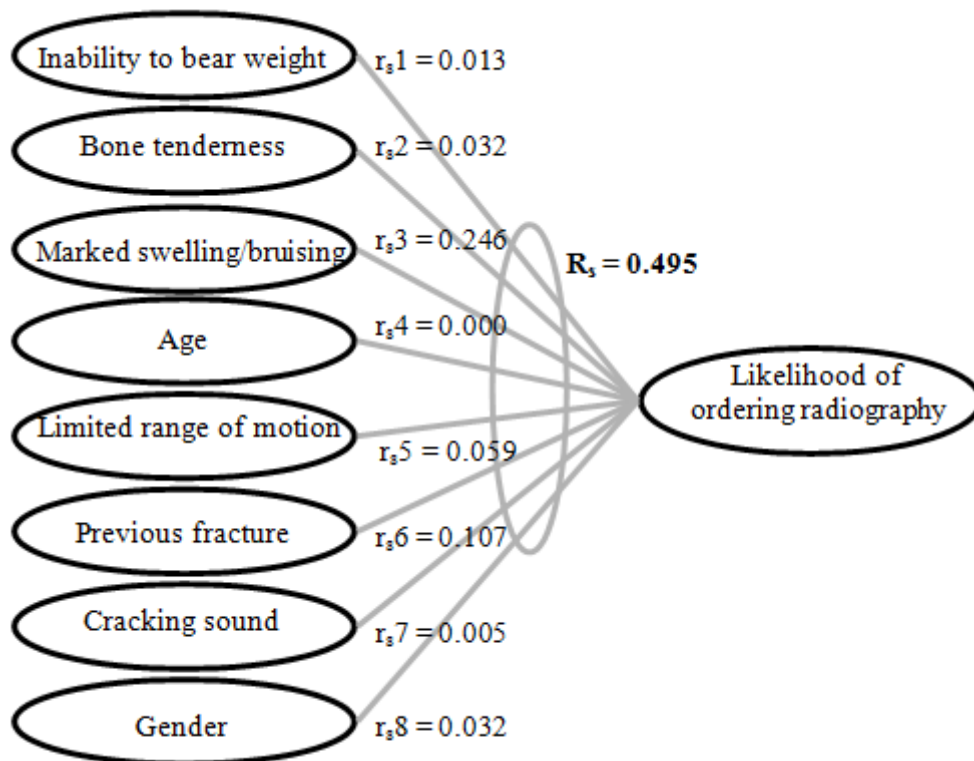 Inability to bear weight
rₛ1 = 0.013
Bone tenderness
rₛ2 = 0.032
Marked swelling/bruising
rₛ3 = 0.246
Rₛ = 0.495
Age
rₛ4 = 0.000
Likelihood of
ordering radiography
Limited range of motion
rₛ5 = 0.059
Previous fracture
rₛ6 = 0.107
Cracking sound
rₛ7 = 0.005
Gender
rₛ8 = 0.032